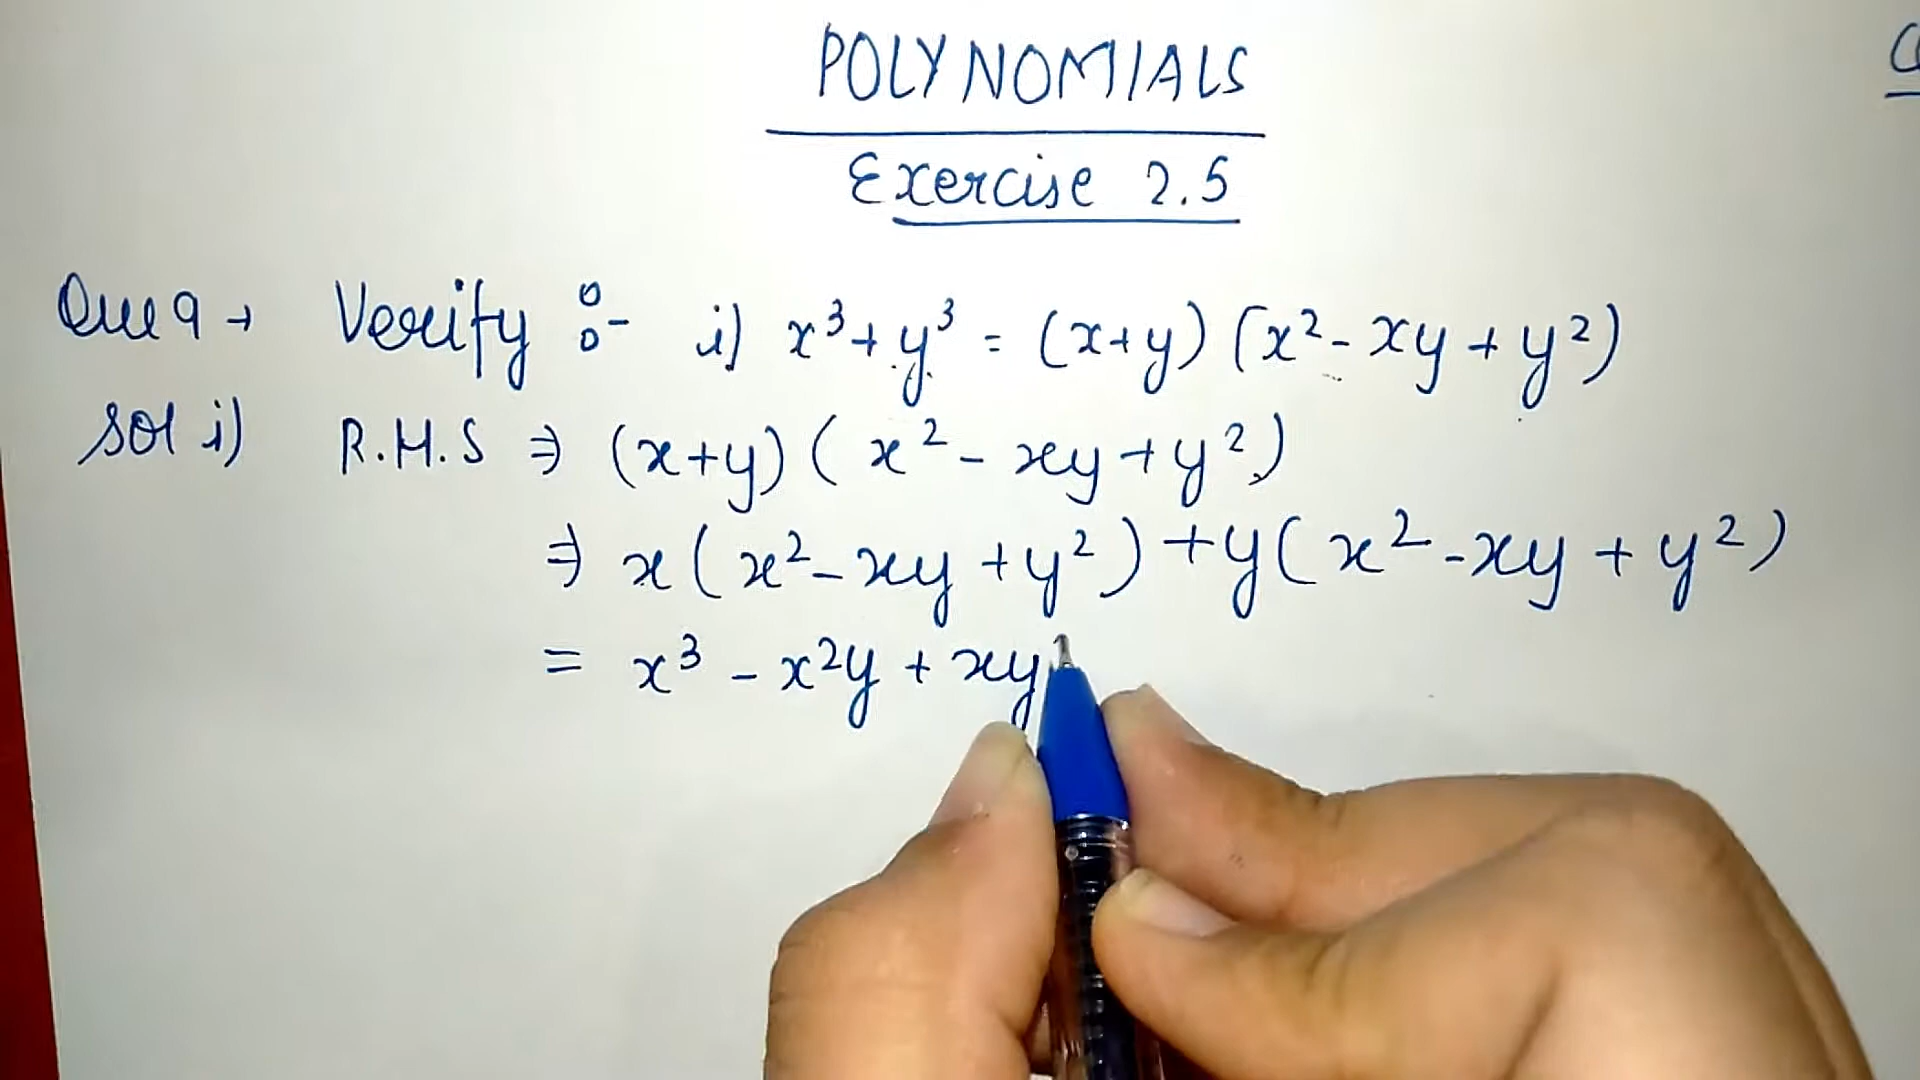 POLYNOMIALS
Exercise 2.5
Que 9 → Verify :- i) x³ + y³ = (x+y) (x² - xy + y²)
Sol i) R.H.S ⇒ (x+y) (x² - xy + y²)
⇒ x(x² - xy + y²) + y(x² - xy + y²)
= x³ - x²y + xy